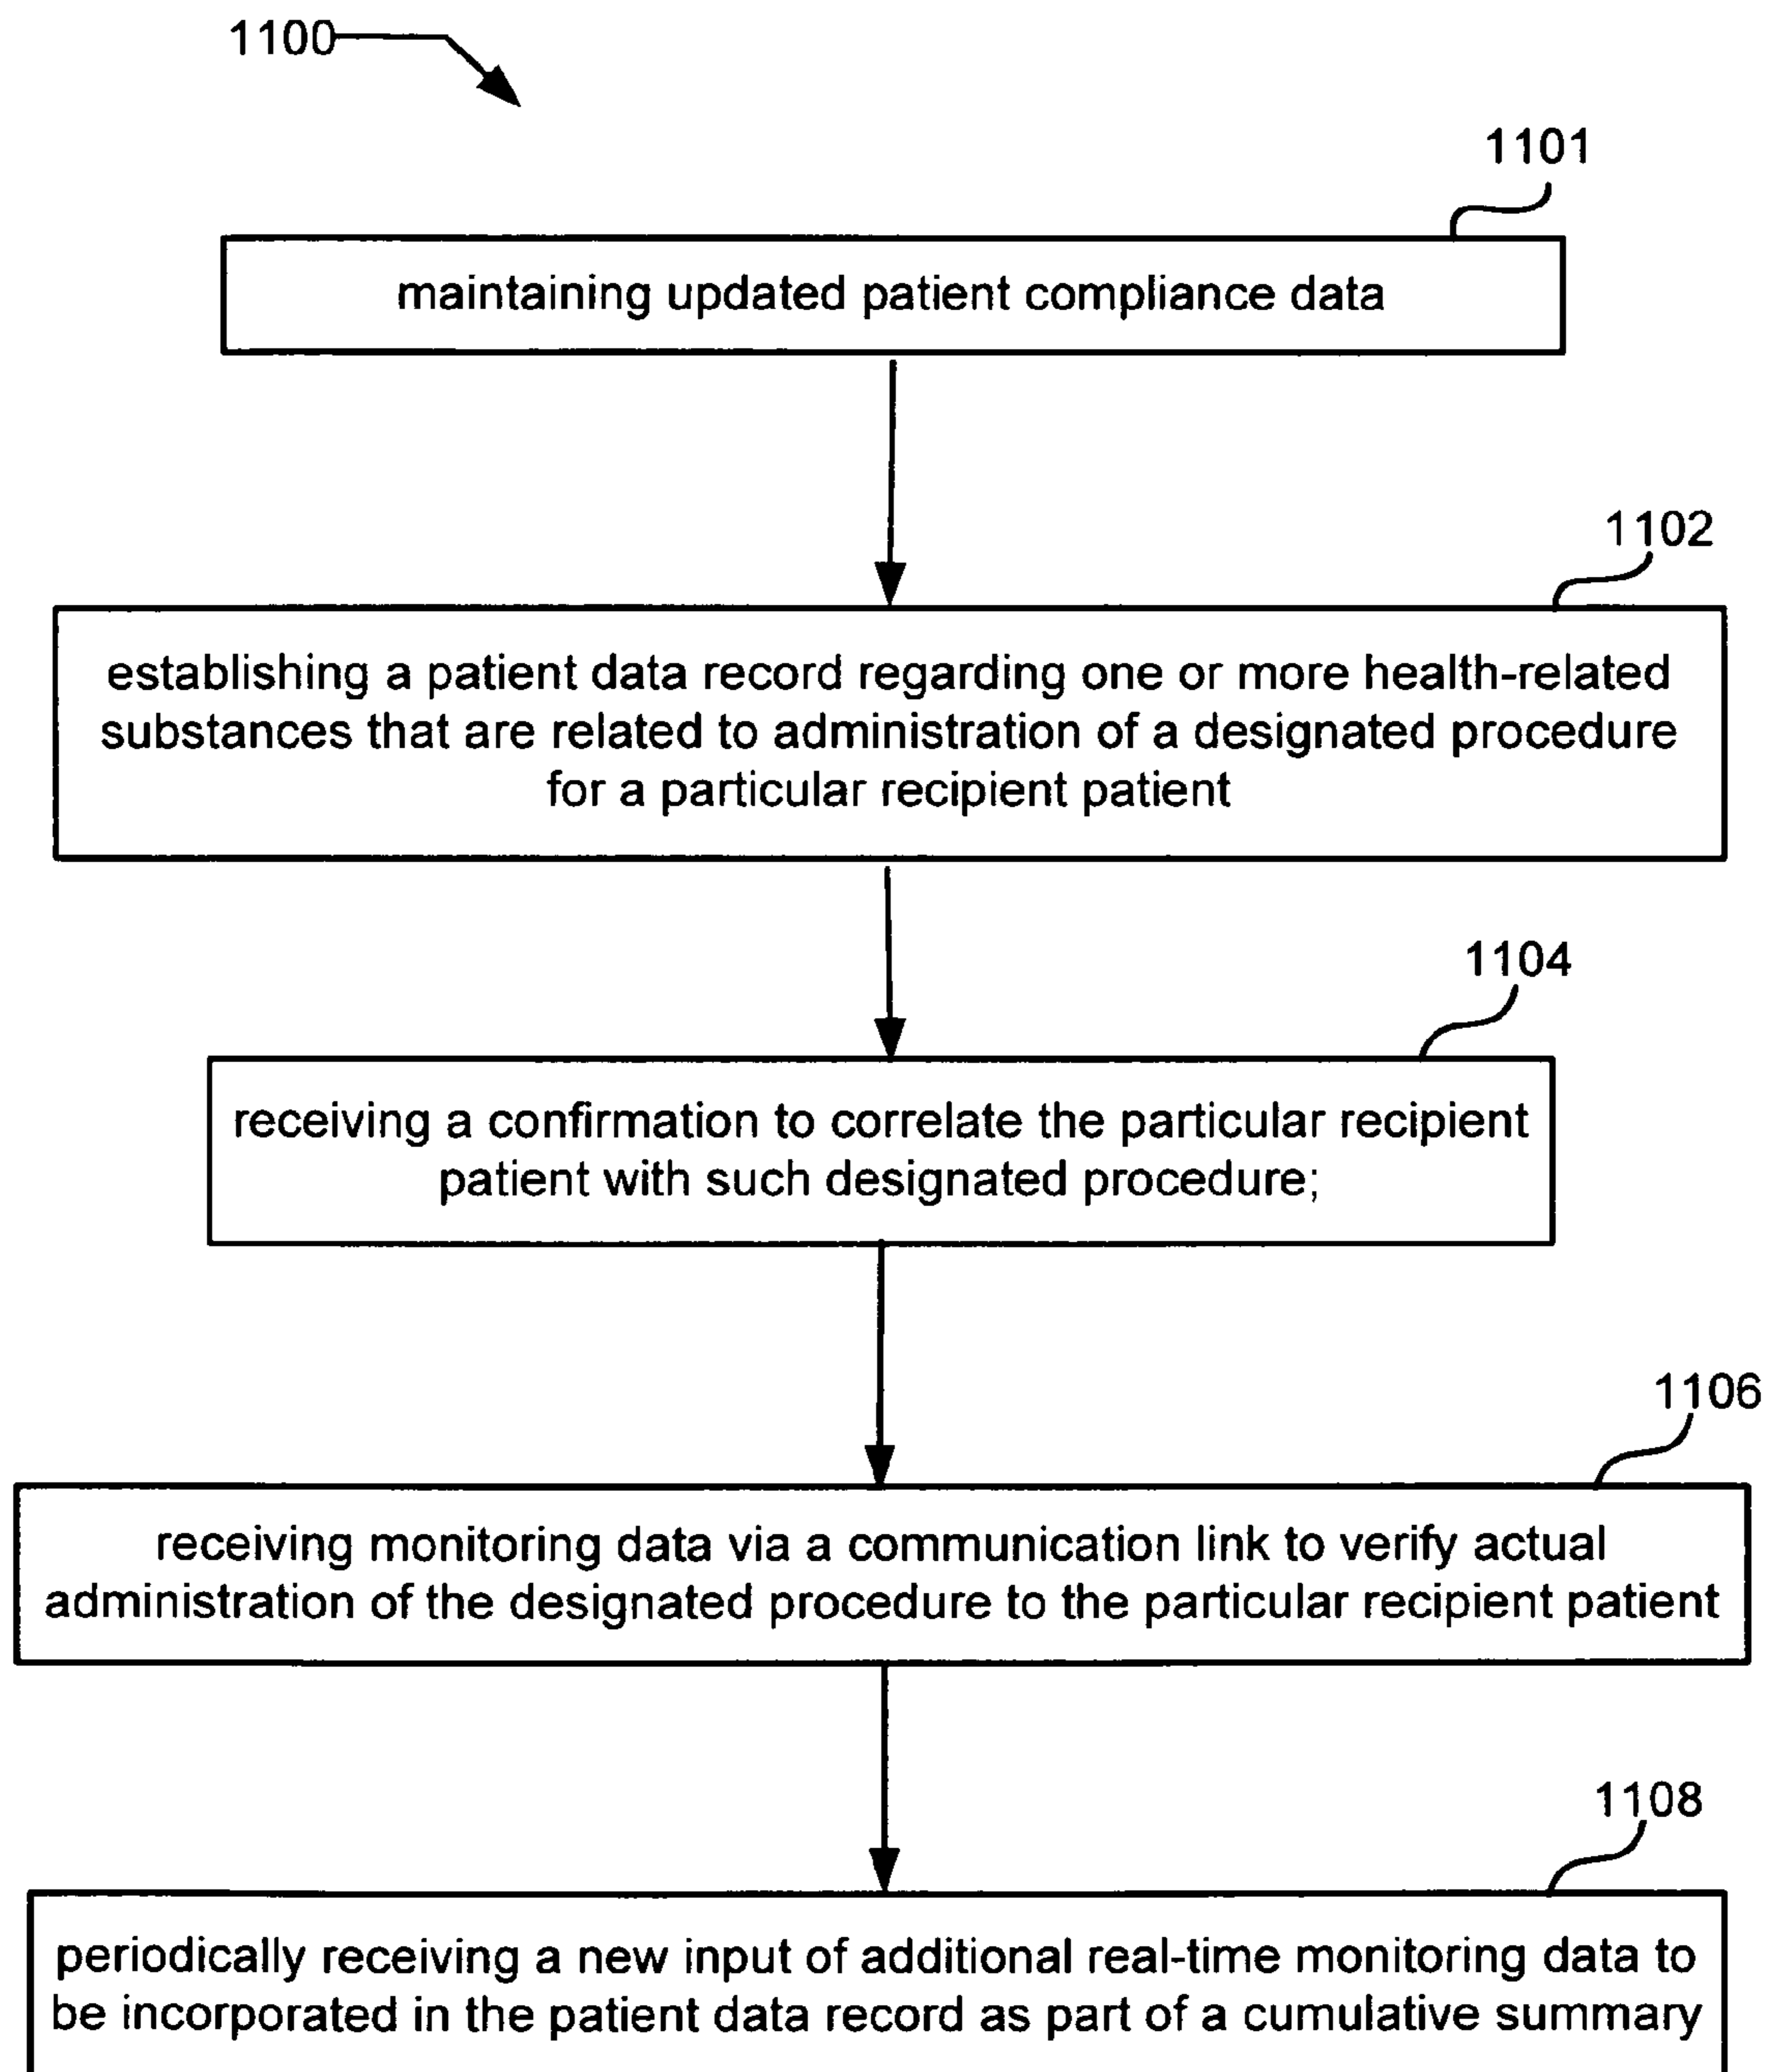 1100
1101
maintaining updated patient compliance data
1102
establishing a patient data record regarding one or more health-related
substances that are related to administration of a designated procedure
for a particular recipient patient
1104
receiving a confirmation to correlate the particular recipient
patient with such designated procedure;
1106
receiving monitoring data via a communication link to verify actual
administration of the designated procedure to the particular recipient patient
1108
periodically receiving a new input of additional real-time monitoring data to
be incorporated in the patient data record as part of a cumulative summary